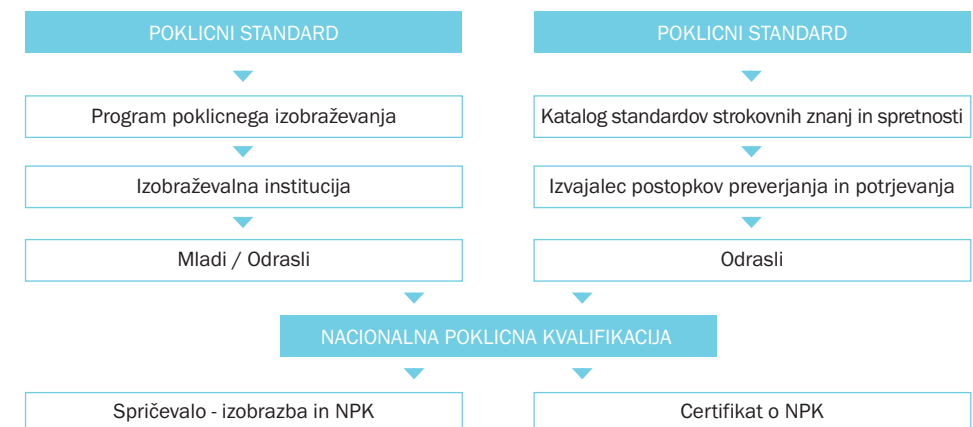 POKLICNI STANDARD
POKLICNI STANDARD
Program poklicnega izobraževanja
Katalog standardov strokovnih znanj in spretnosti
Izobraževalna institucija
Izvajalec postopkov preverjanja in potrjevanja
Mladi / Odrasli
Odrasli
NACIONALNA POKLICNA KVALIFIKACIJA
Spričevalo - izobrazba in NPK
Certifikat o NPK